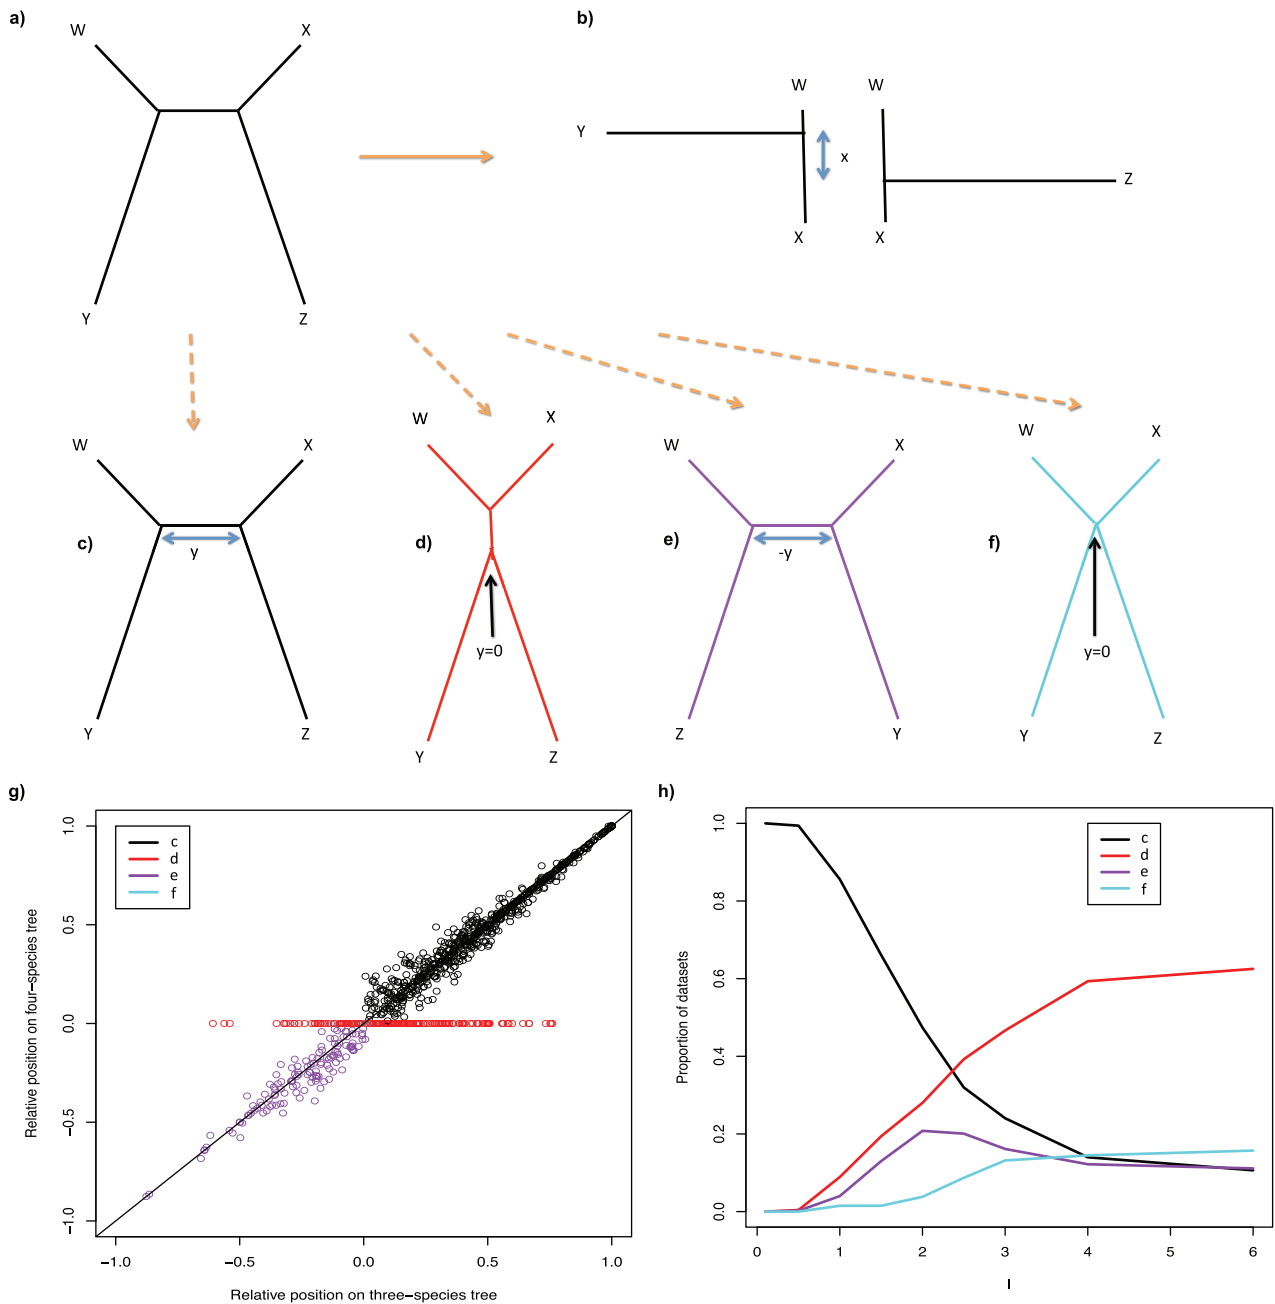 a)
W
X
Y
Z
b)
W
W
Y
x
Z
X
X
W
X
c)
y
Y
Z
W
X
d)
y=0
Y
Z
W
X
e)
-y
Z
Y
W
X
f)
y=0
Y
Z
g)
c
d
e
f
1.0
0.5
0.0
−0.5
−1.0
−1.0
−0.5
0.0
0.5
1.0
Relative position on four−species tree
Relative position on three−species tree
h)
c
d
e
f
1.0
0.8
0.6
0.4
0.2
0.0
0
1
2
3
4
5
6
Proportion of datasets
l